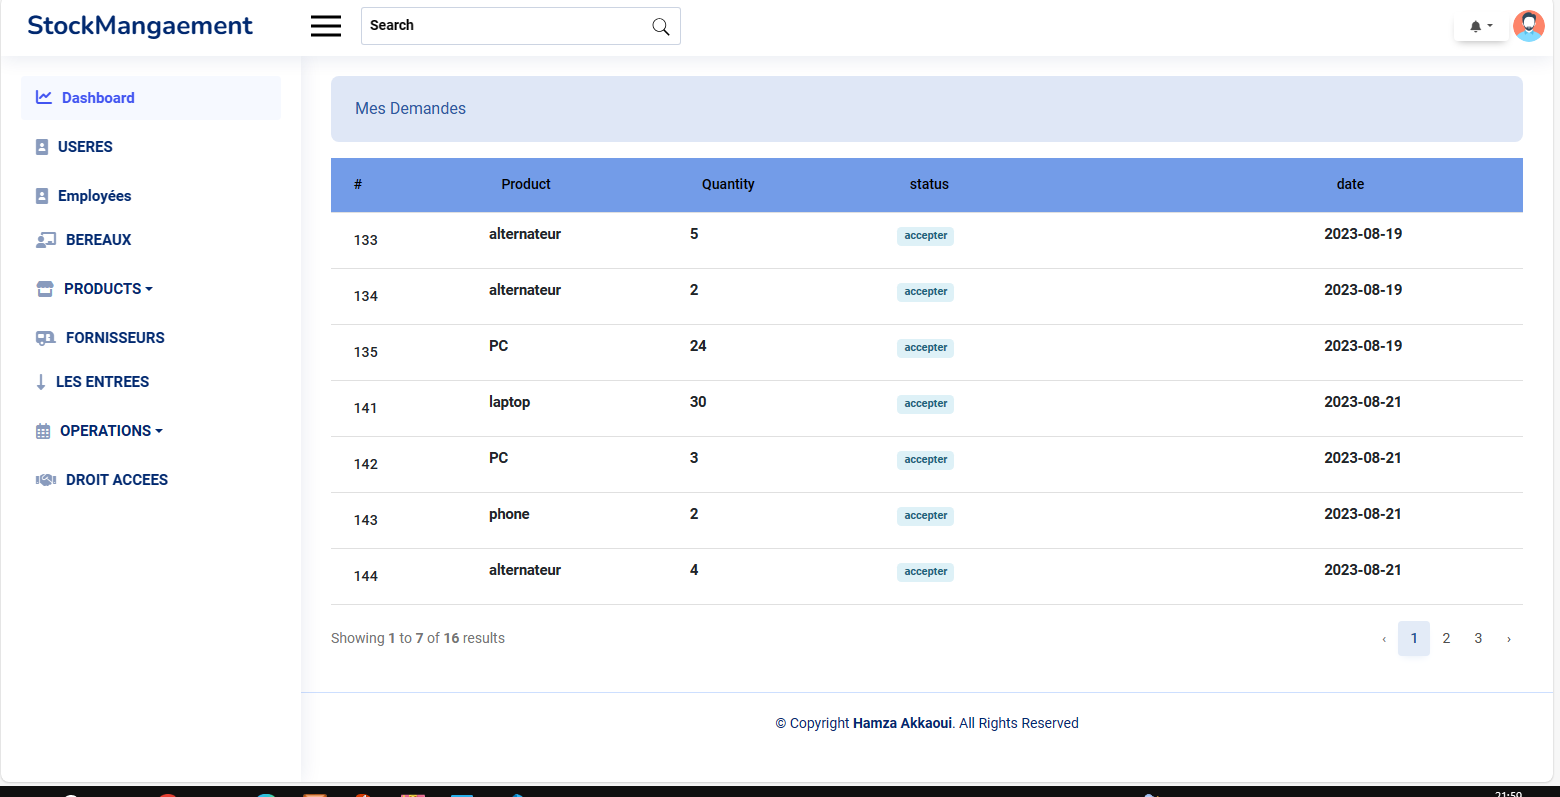 StockMangaement
Search
Dashboard
USERES
Employées
BEREAUX
PRODUCTS
FORNISSEURS
LES ENTREES
OPERATIONS
DROIT ACCEES
Mes Demandes
# Product Quantity status date
133 alternateur 5 accepter 2023-08-19
134 alternateur 2 accepter 2023-08-19
135 PC 24 accepter 2023-08-19
141 laptop 30 accepter 2023-08-21
142 PC 3 accepter 2023-08-21
143 phone 2 accepter 2023-08-21
144 alternateur 4 accepter 2023-08-21
Showing 1 to 7 of 16 results
‹ 1 2 3 ›
© Copyright Hamza Akkaoui. All Rights Reserved
21:59